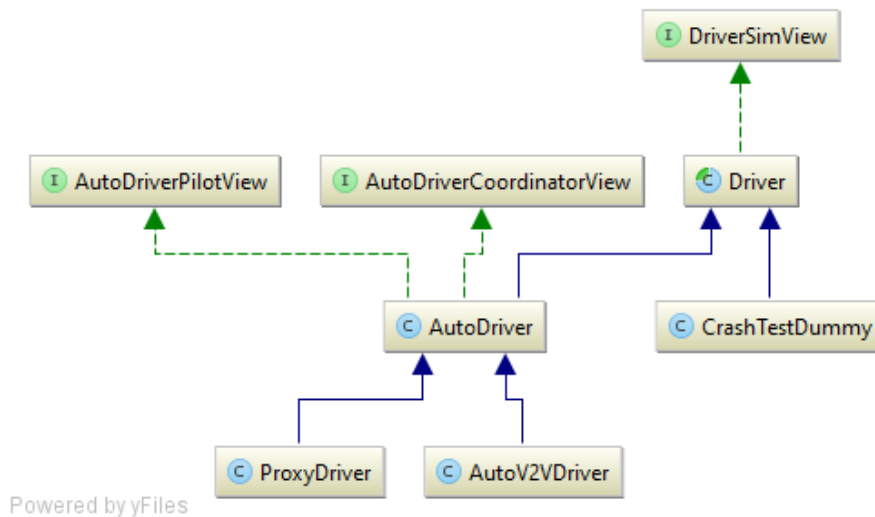 I DriverSimView
I AutoDriverPilotView
I AutoDriverCoordinatorView
C Driver
C AutoDriver
C CrashTestDummy
C ProxyDriver
C AutoV2VDriver
Powered by yFiles